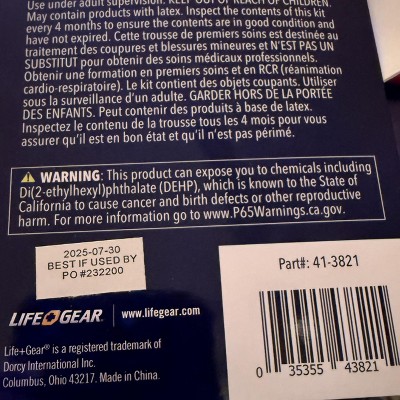 Use under adult supervision. KEEP OUT OF REACH OF CHILDREN.
May contain products with latex. Inspect the contents of this kit
every 4 months to ensure the contents are in good condition and
have not expired. Cette trousse de premiers soins est destinée au
traitement des coupures et blessures mineures et N'EST PAS UN
SUBSTITUT pour obtenir des soins médicaux professionnels.
Obtenir une formation en premiers soins et en RCR (réanimation
cardio-respiratoire). Le kit contient des objets coupants. Utiliser
sous la surveillance d'un adulte. GARDER HORS DE LA PORTÉE
DES ENFANTS. Peut contenir des produits à base de latex.
Inspectez le contenu de la trousse tous les 4 mois pour vous
assurer qu'il est en bon état et qu'il n'est pas périmé.
⚠ WARNING: This product can expose you to chemicals including
Di(2-ethylhexyl)phthalate (DEHP), which is known to the State of
California to cause cancer and birth defects or other reproductive
harm. For more information go to www.P65Warnings.ca.gov.
2025-07-30
BEST IF USED BY
PO #232200
Part#: 41-3821
LIFE GEAR | www.lifegear.com
Life+Gear® is a registered trademark of
Dorcy International Inc.
Columbus, Ohio 43217. Made in China.
0 35355 43821